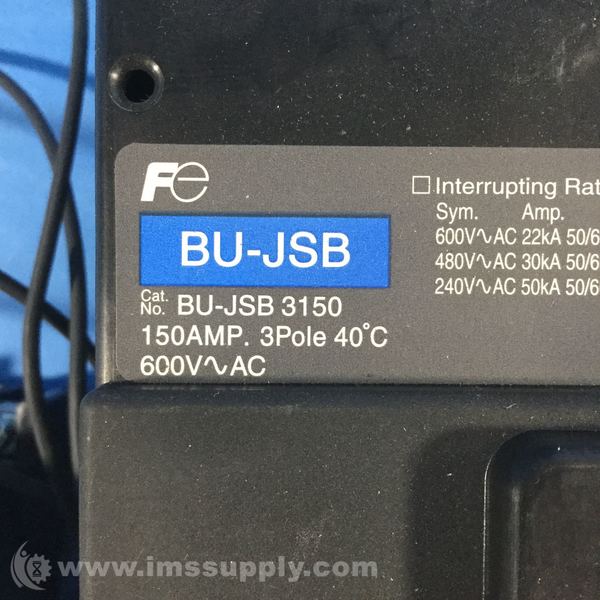 Fe
BU-JSB
Cat. No. BU-JSB 3150
150AMP. 3Pole 40°C
600V∿AC
☐ Interrupting Rat
Sym. Amp.
600V∿AC 22kA 50/6
480V∿AC 30kA 50/6
240V∿AC 50kA 50/6
www.imssupply.com